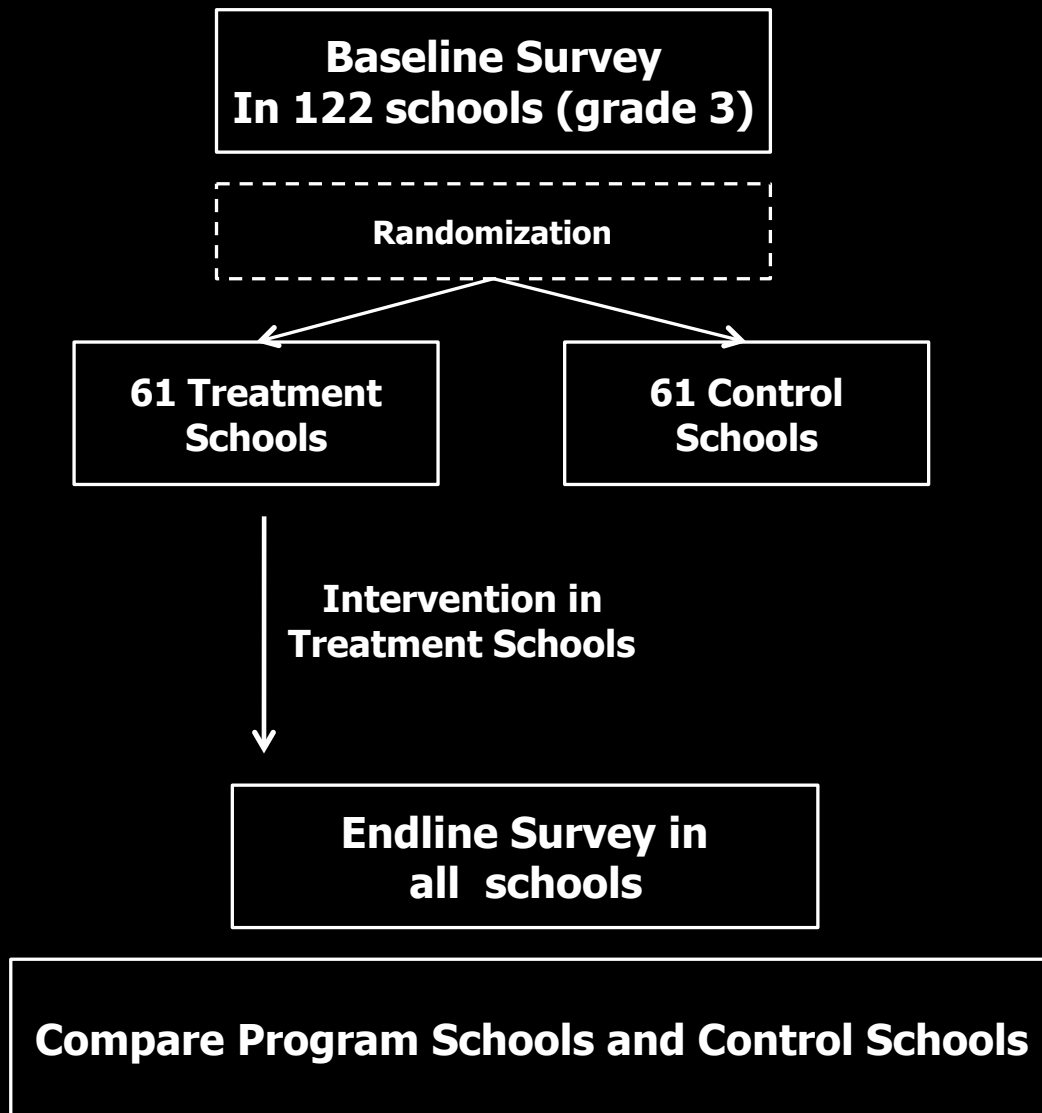 Baseline Survey
In 122 schools (grade 3)
Randomization
61 Treatment
Schools
61 Control
Schools
Intervention in
Treatment Schools
Endline Survey in
all  schools
Compare Program Schools and Control Schools